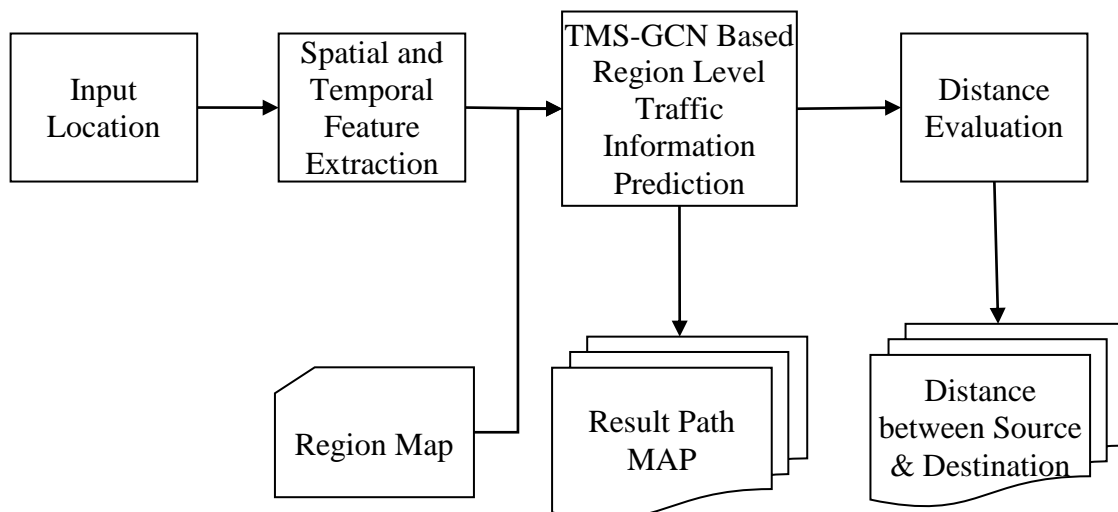 Input
Location
Spatial and
Temporal
Feature
Extraction
TMS-GCN Based
Region Level
Traffic
Information
Prediction
Distance
Evaluation
Region Map
Result Path
MAP
Distance
between Source
& Destination